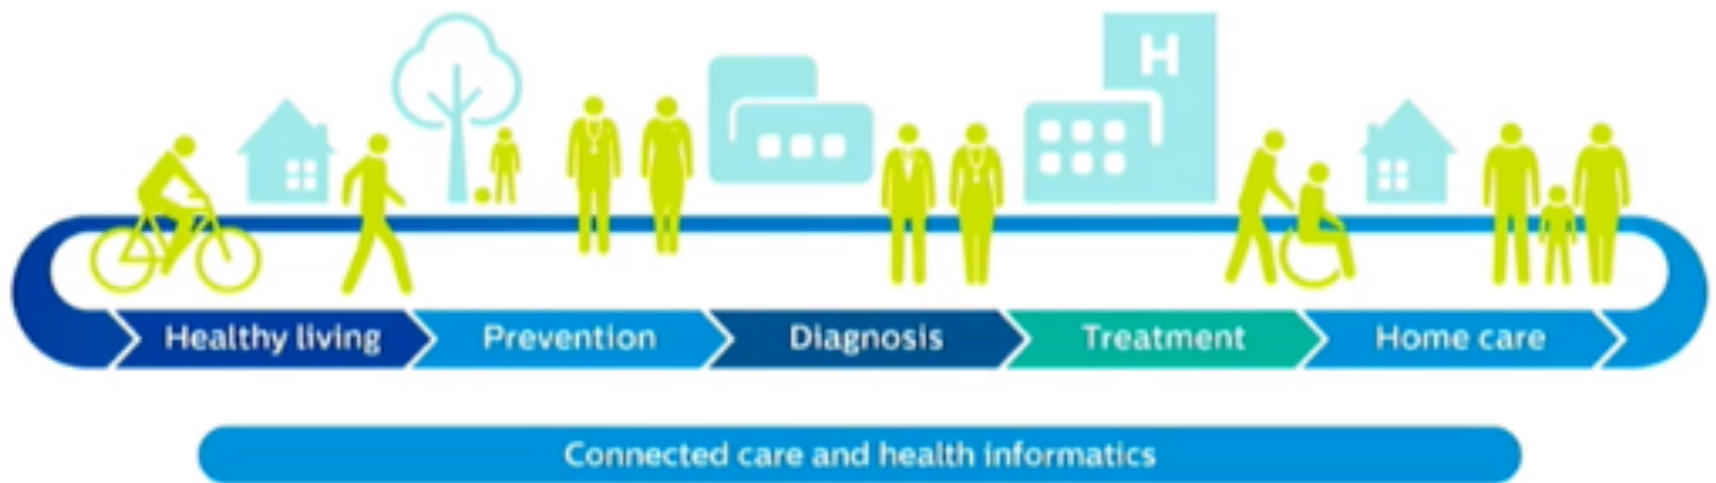 H
Healthy living
Prevention
Diagnosis
Treatment
Home care
Connected care and health informatics